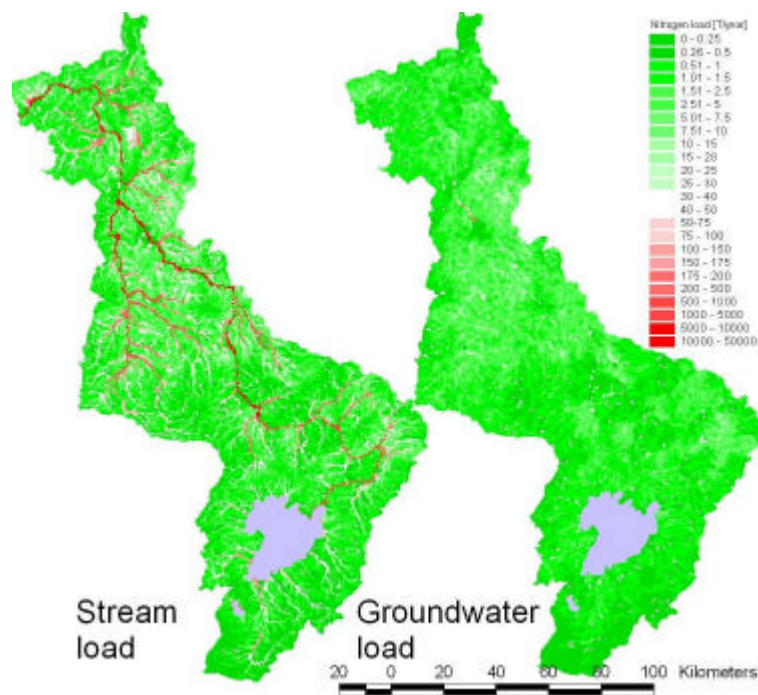 Nitrogen load [T/year]
0 - 0.25
0.26 - 0.5
0.51 - 1
1.01 - 1.5
1.51 - 2.5
2.51 - 5
5.01 - 7.5
7.51 - 10
10 - 15
15 - 20
20 - 25
25 - 30
30 - 40
40 - 50
50-75
75 - 100
100 - 150
150 - 175
175 - 200
200 - 500
500 - 1000
1000 - 5000
5000 - 10000
10000 - 50000
Stream
load
Groundwater
load
20 0 20 40 60 80 100 Kilometers